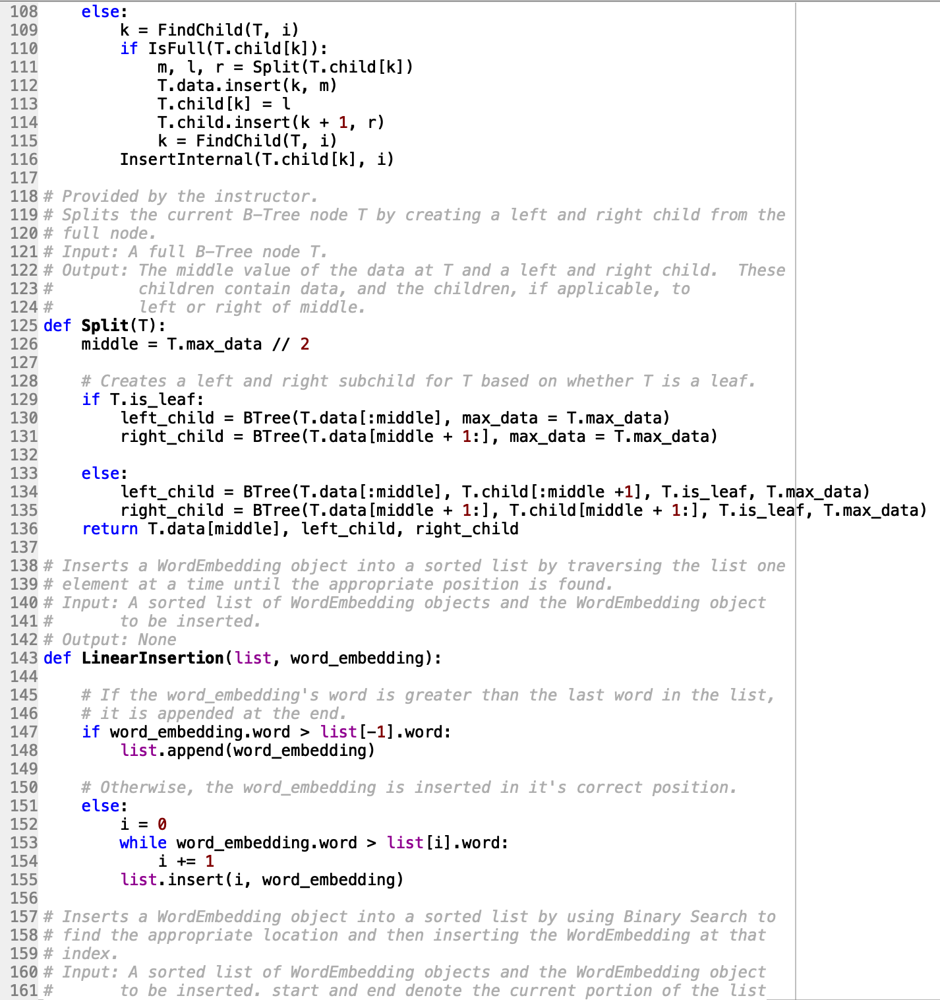 108     else:
109         k = FindChild(T, i)
110         if IsFull(T.child[k]):
111             m, l, r = Split(T.child[k])
112             T.data.insert(k, m)
113             T.child[k] = l
114             T.child.insert(k + 1, r)
115             k = FindChild(T, i)
116         InsertInternal(T.child[k], i)
117
118 # Provided by the instructor.
119 # Splits the current B-Tree node T by creating a left and right child from the
120 # full node.
121 # Input: A full B-Tree node T.
122 # Output: The middle value of the data at T and a left and right child.  These
123 #         children contain data, and the children, if applicable, to
124 #         left or right of middle.
125 def Split(T):
126     middle = T.max_data // 2
127
128     # Creates a left and right subchild for T based on whether T is a leaf.
129     if T.is_leaf:
130         left_child = BTree(T.data[:middle], max_data = T.max_data)
131         right_child = BTree(T.data[middle + 1:], max_data = T.max_data)
132
133     else:
134         left_child = BTree(T.data[:middle], T.child[:middle +1], T.is_leaf, T.max_data)
135         right_child = BTree(T.data[middle + 1:], T.child[middle + 1:], T.is_leaf, T.max_data)
136     return T.data[middle], left_child, right_child
137
138 # Inserts a WordEmbedding object into a sorted list by traversing the list one
139 # element at a time until the appropriate position is found.
140 # Input: A sorted list of WordEmbedding objects and the WordEmbedding object
141 #       to be inserted.
142 # Output: None
143 def LinearInsertion(list, word_embedding):
144
145     # If the word_embedding's word is greater than the last word in the list,
146     # it is appended at the end.
147     if word_embedding.word > list[-1].word:
148         list.append(word_embedding)
149
150     # Otherwise, the word_embedding is inserted in it's correct position.
151     else:
152         i = 0
153         while word_embedding.word > list[i].word:
154             i += 1
155         list.insert(i, word_embedding)
156
157 # Inserts a WordEmbedding object into a sorted list by using Binary Search to
158 # find the appropriate location and then inserting the WordEmbedding at that
159 # index.
160 # Input: A sorted list of WordEmbedding objects and the WordEmbedding object
161 #       to be inserted. start and end denote the current portion of the list